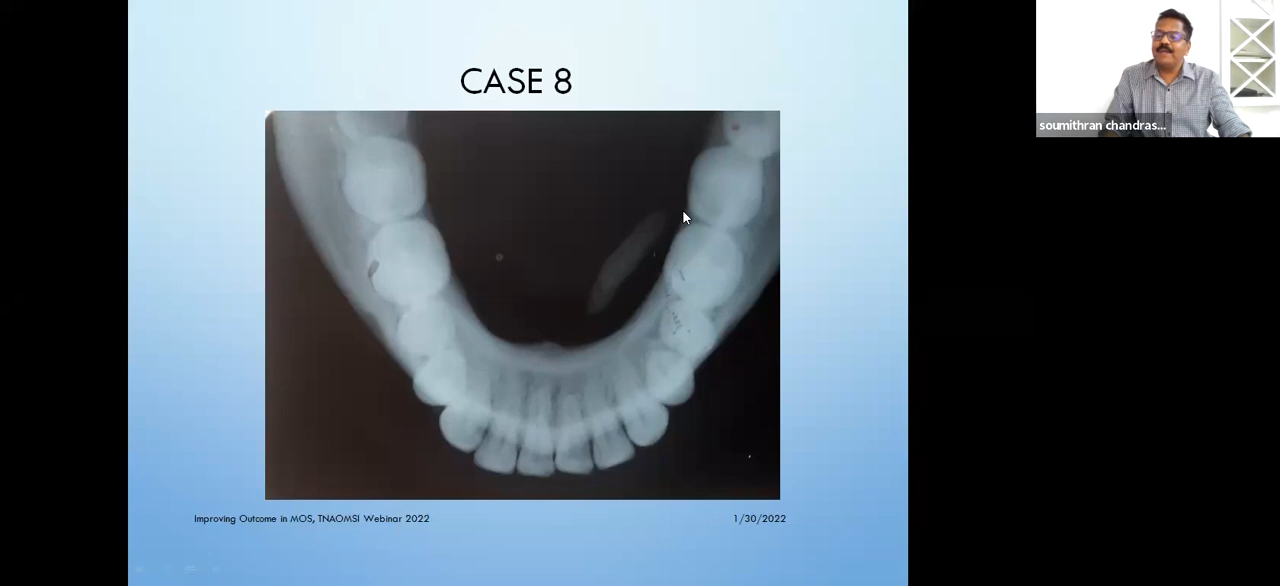 CASE 8
soumithran chandras...
Improving Outcome in MOS, TNAOMSI Webinar 2022
1/30/2022